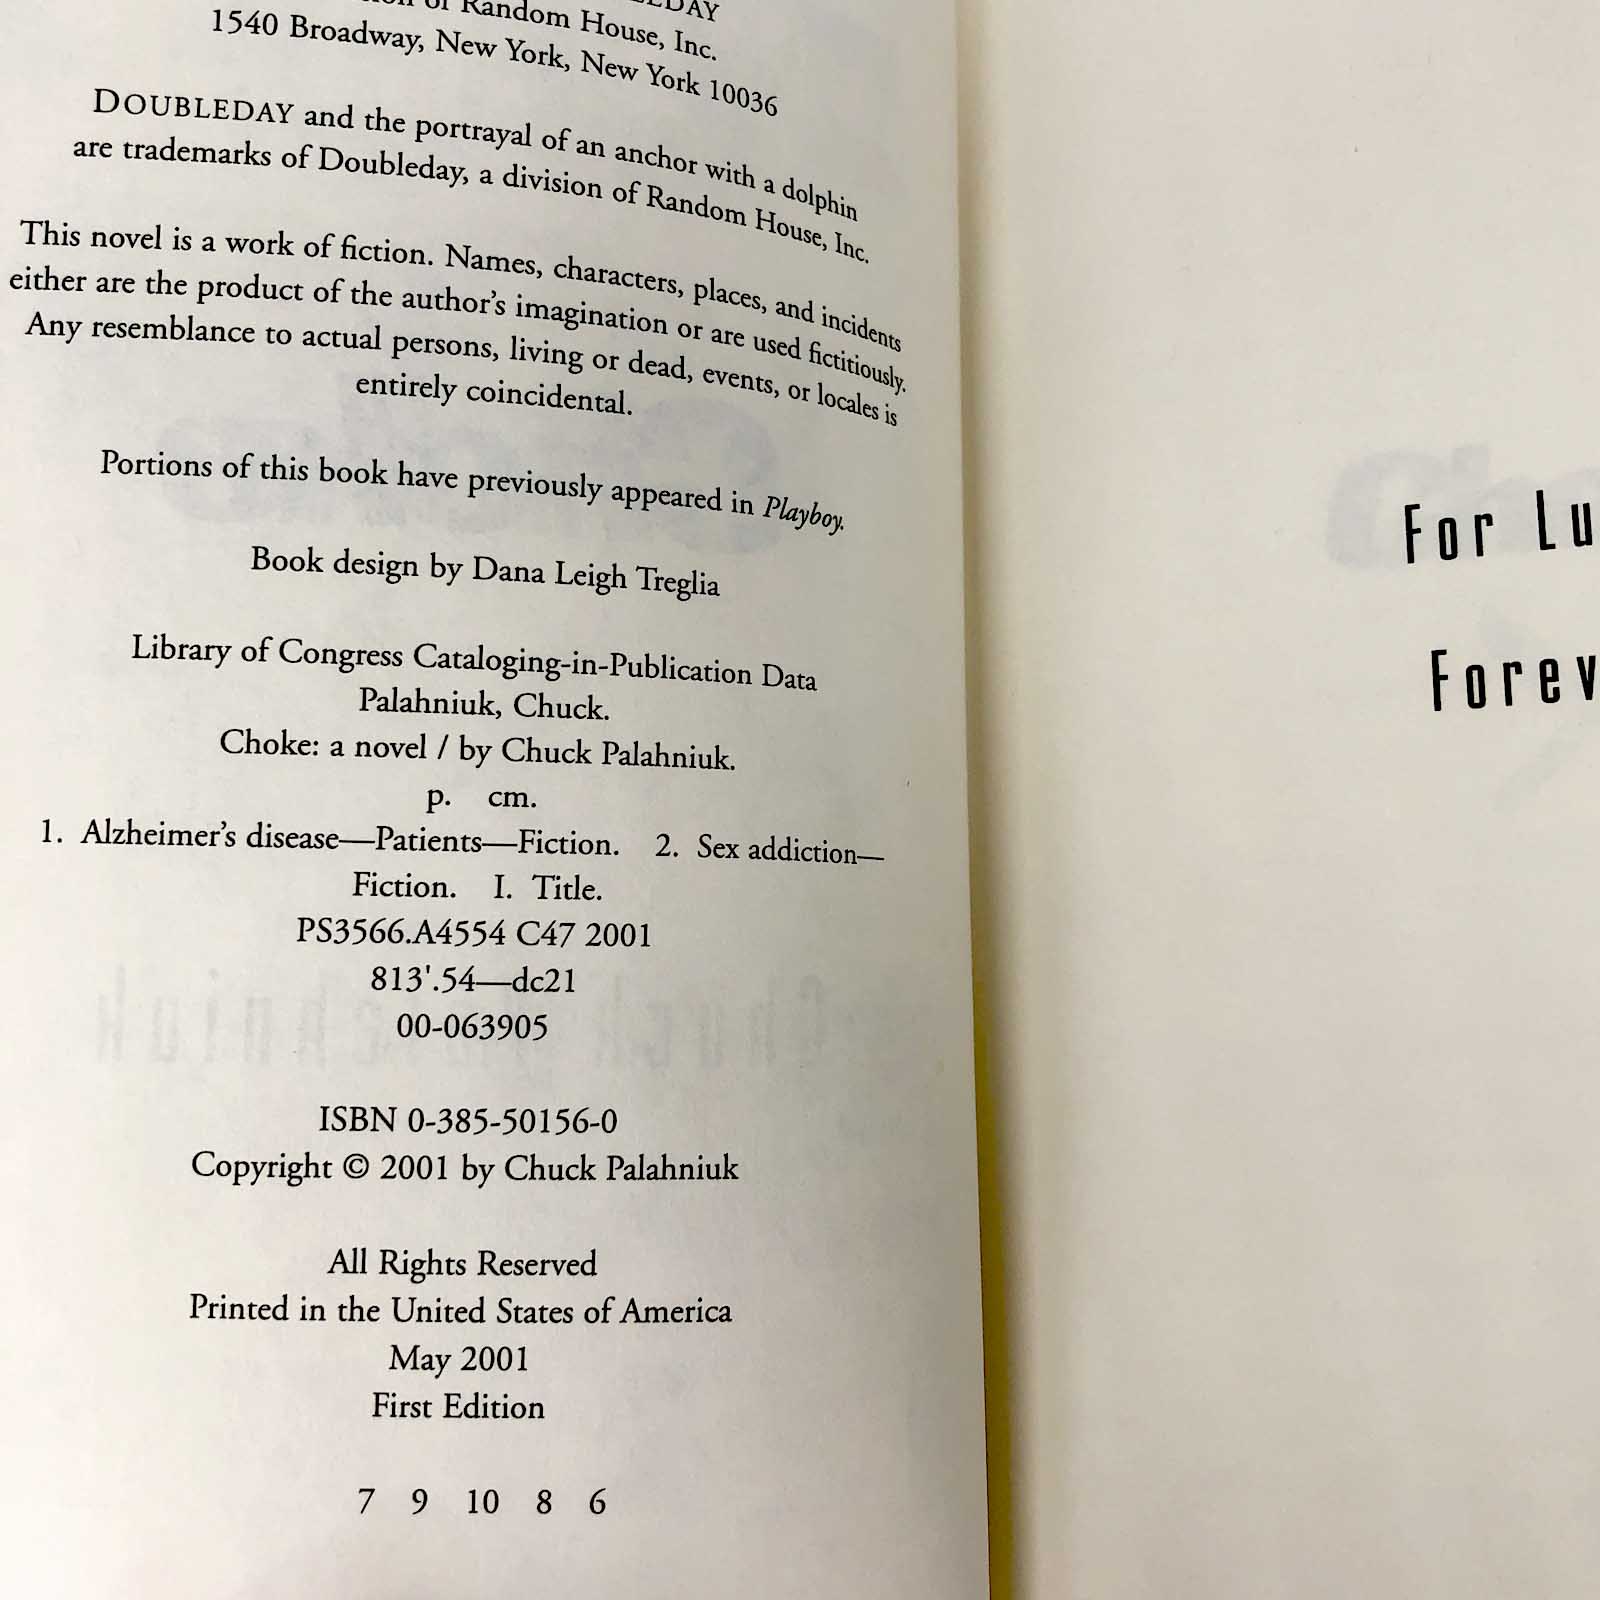 of Random House, Inc.
1540 Broadway, New York, New York 10036
DOUBLEDAY and the portrayal of an anchor with a dolphin
are trademarks of Doubleday, a division of Random House, Inc.
This novel is a work of fiction. Names, characters, places, and incidents
either are the product of the author's imagination or are used fictitiously.
Any resemblance to actual persons, living or dead, events, or locales is
entirely coincidental.
Portions of this book have previously appeared in Playboy.
Book design by Dana Leigh Treglia
Library of Congress Cataloging-in-Publication Data
Palahniuk, Chuck.
Choke: a novel / by Chuck Palahniuk.
p. cm.
1. Alzheimer's disease—Patients—Fiction. 2. Sex addiction—
Fiction. I. Title.
PS3566.A4554 C47 2001
813'.54—dc21
00-063905
ISBN 0-385-50156-0
Copyright © 2001 by Chuck Palahniuk
All Rights Reserved
Printed in the United States of America
May 2001
First Edition
7 9 10 8 6
For Lu
Forev